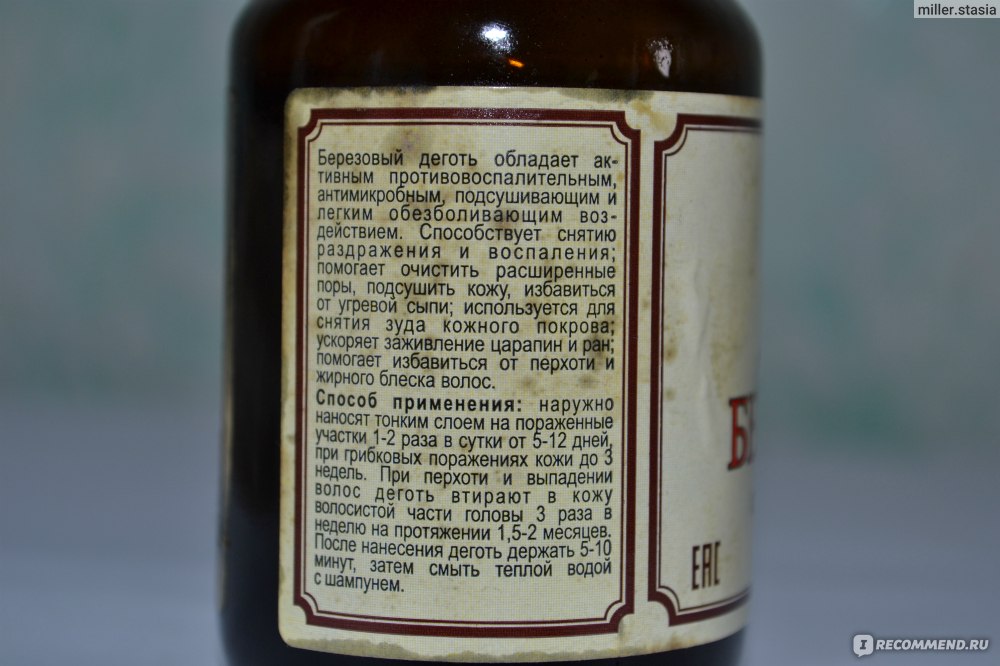 miller.stasia
Березовый деготь обладает ак-
тивным противовоспалительным,
антимикробным, подсушивающим и
легким обезболивающим воз-
действием. Способствует снятию
раздражения и воспаления;
помогает очистить расширенные
поры, подсушить кожу, избавиться
от угревой сыпи; используется для
снятия зуда кожного покрова;
ускоряет заживление царапин и ран;
помогает избавиться от перхоти и
жирного блеска волос.
Способ применения: наружно
наносят тонким слоем на пораженные
участки 1-2 раза в сутки от 5-12 дней,
при грибковых поражениях кожи до 3
недель. При перхоти и выпадении
волос деготь втирают в кожу
волосистой части головы 3 раза в
неделю на протяжении 1,5-2 месяцев.
После нанесения деготь держать 5-10
минут, затем смыть теплой водой
с шампунем.
EAC
IRECOMMEND.RU